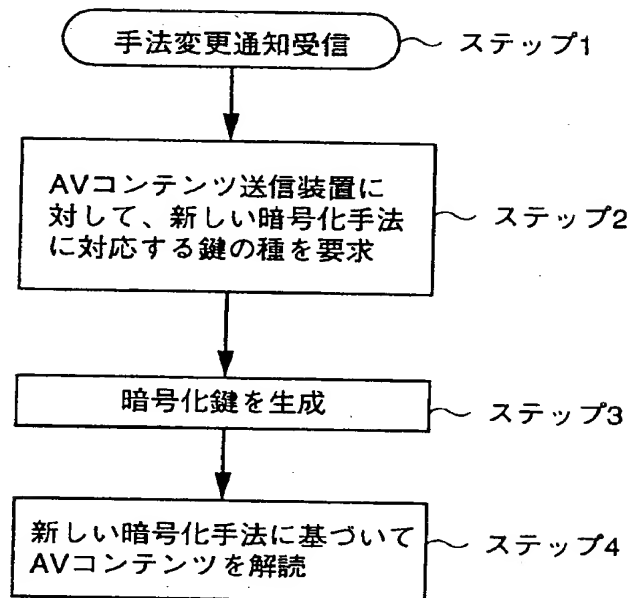 手法変更通知受信
ステップ1
AVコンテンツ送信装置に
対して、新しい暗号化手法
に対応する鍵の種を要求
ステップ2
暗号化鍵を生成
ステップ3
新しい暗号化手法に基づいて
AVコンテンツを解読
ステップ4